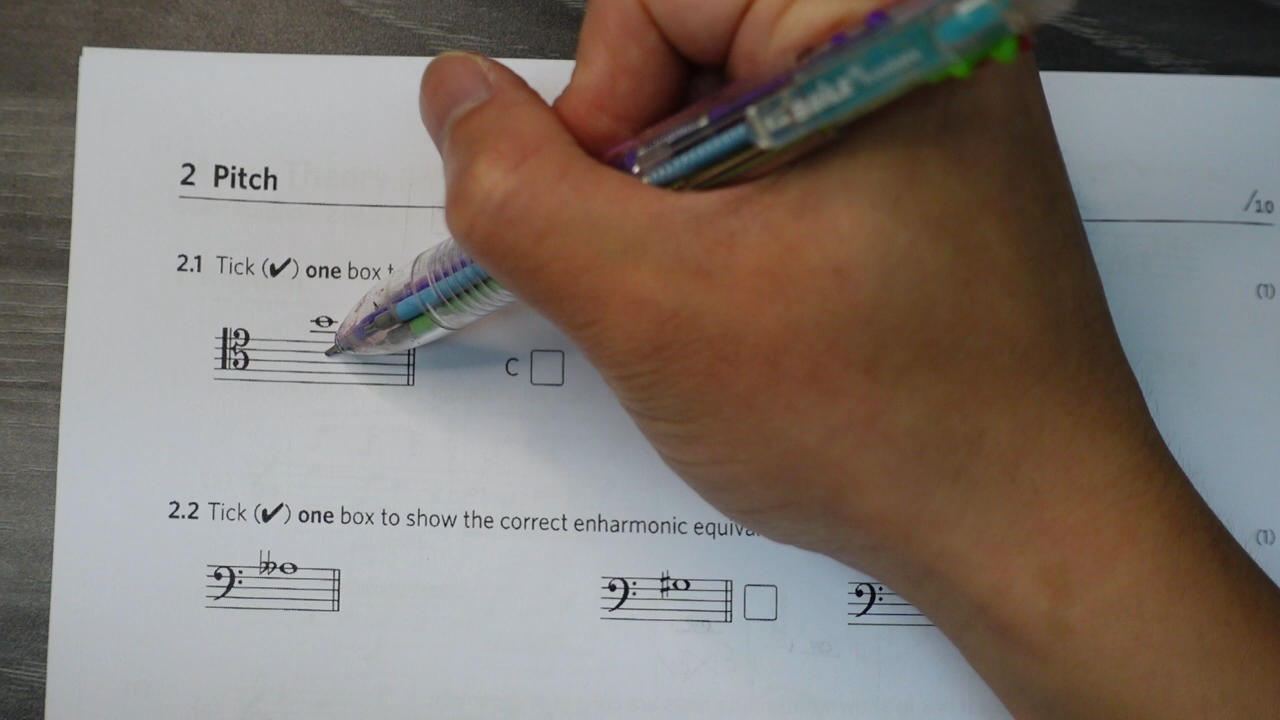 2 Pitch
/10
2.1 Tick (✔) one box
(1)
C
2.2 Tick (✔) one box to show the correct enharmonic
(1)